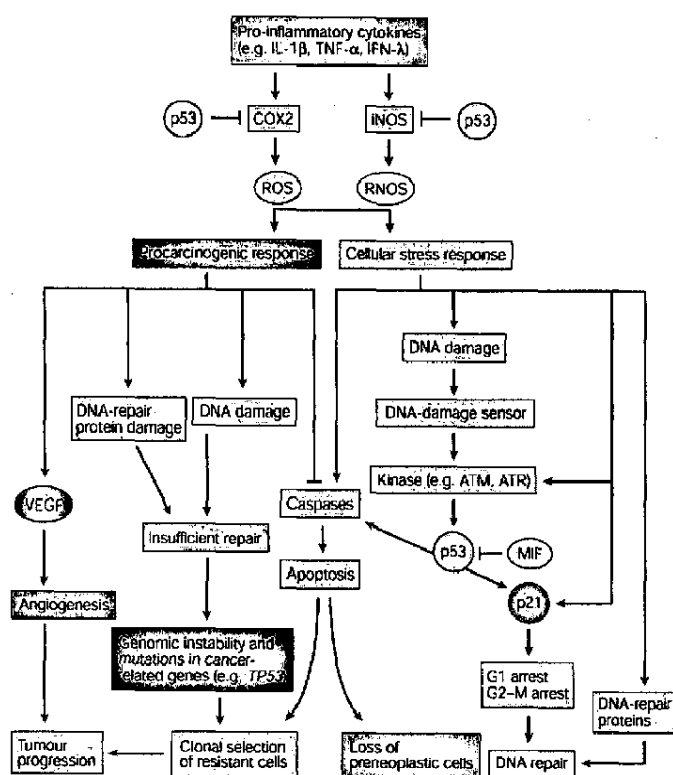 Pro-inflammatory cytokines
(e.g. IL-1β, TNF-α, IFN-λ)
p53
COX2
iNOS
p53
ROS
RNOS
Procarcinogenic response
Cellular stress response
DNA damage
DNA-repair
protein damage
DNA damage
DNA-damage sensor
Kinase (e.g. ATM, ATR)
VEGF
Caspases
Insufficient repair
p53
MIF
Apoptosis
p21
Angiogenesis
Genomic instability and
mutations in cancer-
related genes (e.g. TP53)
G1 arrest
G2–M arrest
DNA-repair
proteins
Tumour
progression
Clonal selection
of resistant cells
Loss of
preneoplastic cells
DNA repair